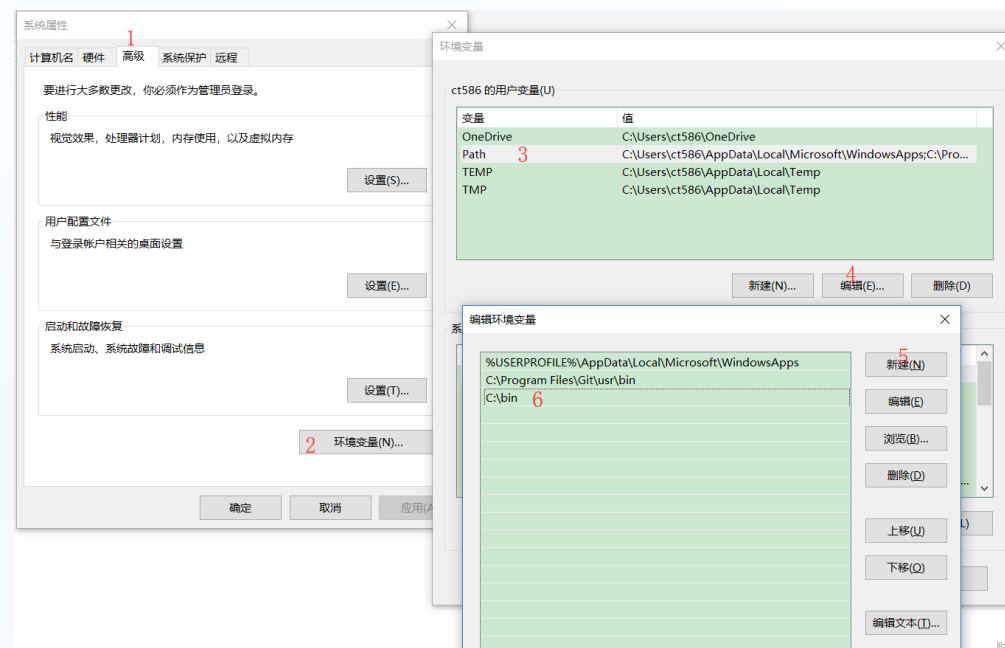 系统属性
1
计算机名 硬件 高级 系统保护 远程
要进行大多数更改，你必须作为管理员登录。
性能
视觉效果，处理器计划，内存使用，以及虚拟内存
设置(S)...
用户配置文件
与登录帐户相关的桌面设置
设置(E)...
启动和故障恢复
系统启动、系统故障和调试信息
设置(T)...
2 环境变量(N)...
确定 取消 应用(A
环境变量
ct586 的用户变量(U)
变量 值
OneDrive C:\Users\ct586\OneDrive
Path 3 C:\Users\ct586\AppData\Local\Microsoft\WindowsApps;C:\Pro...
TEMP C:\Users\ct586\AppData\Local\Temp
TMP C:\Users\ct586\AppData\Local\Temp
4
新建(N)... 编辑(E)... 删除(D)
系
编辑环境变量
%USERPROFILE%\AppData\Local\Microsoft\WindowsApps
C:\Program Files\Git\usr\bin
C:\bin 6
5
新建(N)
编辑(E)
浏览(B)...
删除(D)
...
上移(U)
L)
下移(O)
编辑文本(T)...